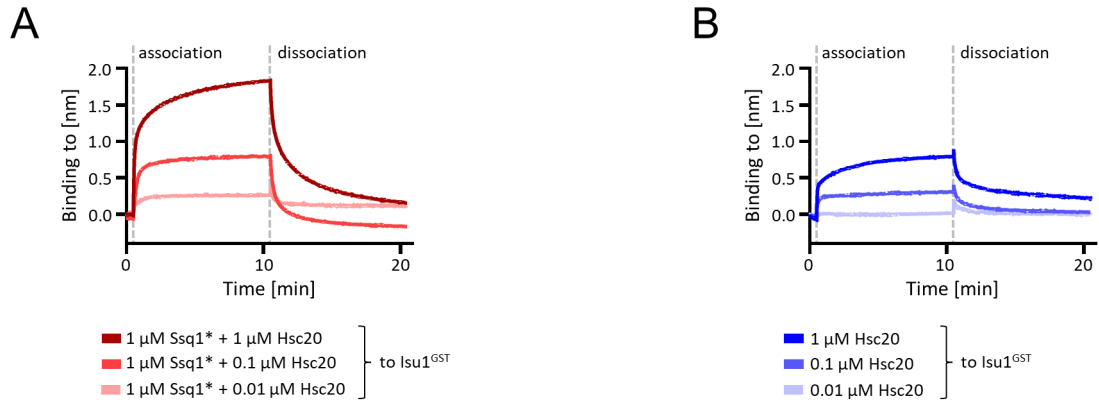 A
association
dissociation
Binding to [nm]
2.0
1.5
1.0
0.5
0.0
0
10
20
Time [min]
1 µM Ssq1* + 1 µM Hsc20
1 µM Ssq1* + 0.1 µM Hsc20
1 µM Ssq1* + 0.01 µM Hsc20
to Isu1GST
B
association
dissociation
Binding to [nm]
2.0
1.5
1.0
0.5
0.0
0
10
20
Time [min]
1 µM Hsc20
0.1 µM Hsc20
0.01 µM Hsc20
to Isu1GST